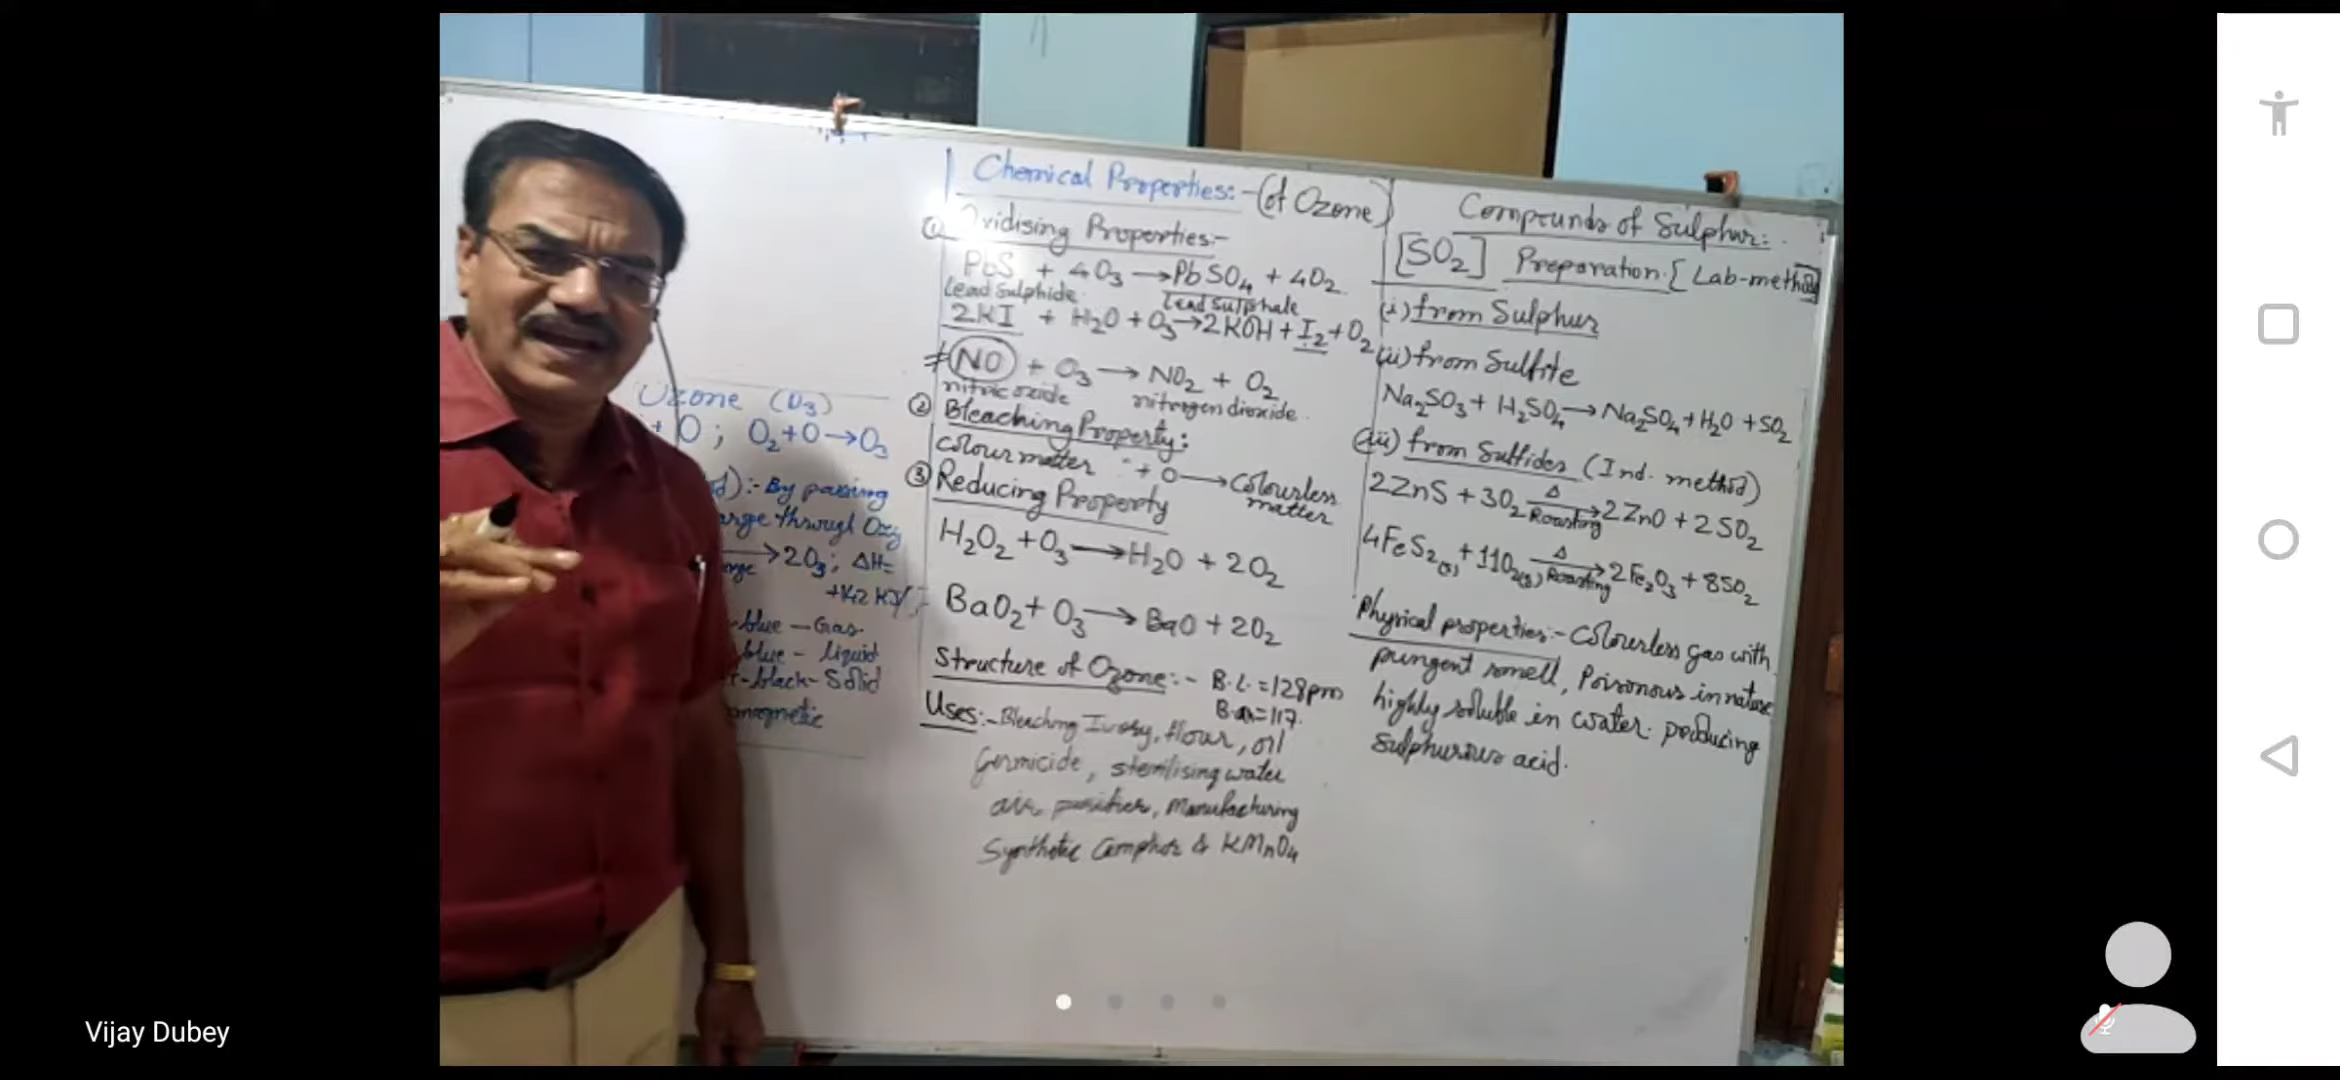 Ozone (O3)
+ O ; O2+O→O3
d):- By passing
arge through Oxy
→2O3; ΔH=
+142 KJ/
-blue - Gas.
blue - liquid
t-black- Solid
omagnetic
Chemical Properties:-(of Ozone)
① Oxidising Properties:-
PbS + 4O3 →PbSO4 + 4O2
Lead Sulphide Lead Sulphate
2KI + H2O+O3→2KOH+I2+O2
NO + O3 → NO2 + O2
nitric oxide nitrogen dioxide.
② Bleaching Property:
Colour matter + O→Colourless
matter
③ Reducing Property
H2O2+O3→H2O + 2O2
BaO2+ O3→ BaO + 2O2
Structure of Ozone:- B.L.=128pm
B.A=117.
Uses:-Bleaching Ivory, flour, oil
Germicide, sterilising water
air purifier, Manufacturing
Synthetic Camphor & KMnO4
Compounds of Sulphur:
[SO2] Preparation.[Lab-method]
(i) from Sulphur
(ii) from Sulfite
Na2SO3+ H2SO4→Na2SO4+H2O+SO2
(iii) from Sulfides (Ind. method)
2ZnS + 3O2 Δ→ Roasting 2ZnO + 2SO2
4FeS2(s)+11O2(g) Δ→ Roasting 2Fe2O3 + 8SO2
Physical properties:- Colourless gas with
pungent smell, Poisonous in nature
highly soluble in water. producing
Sulphurous acid.
Vijay Dubey